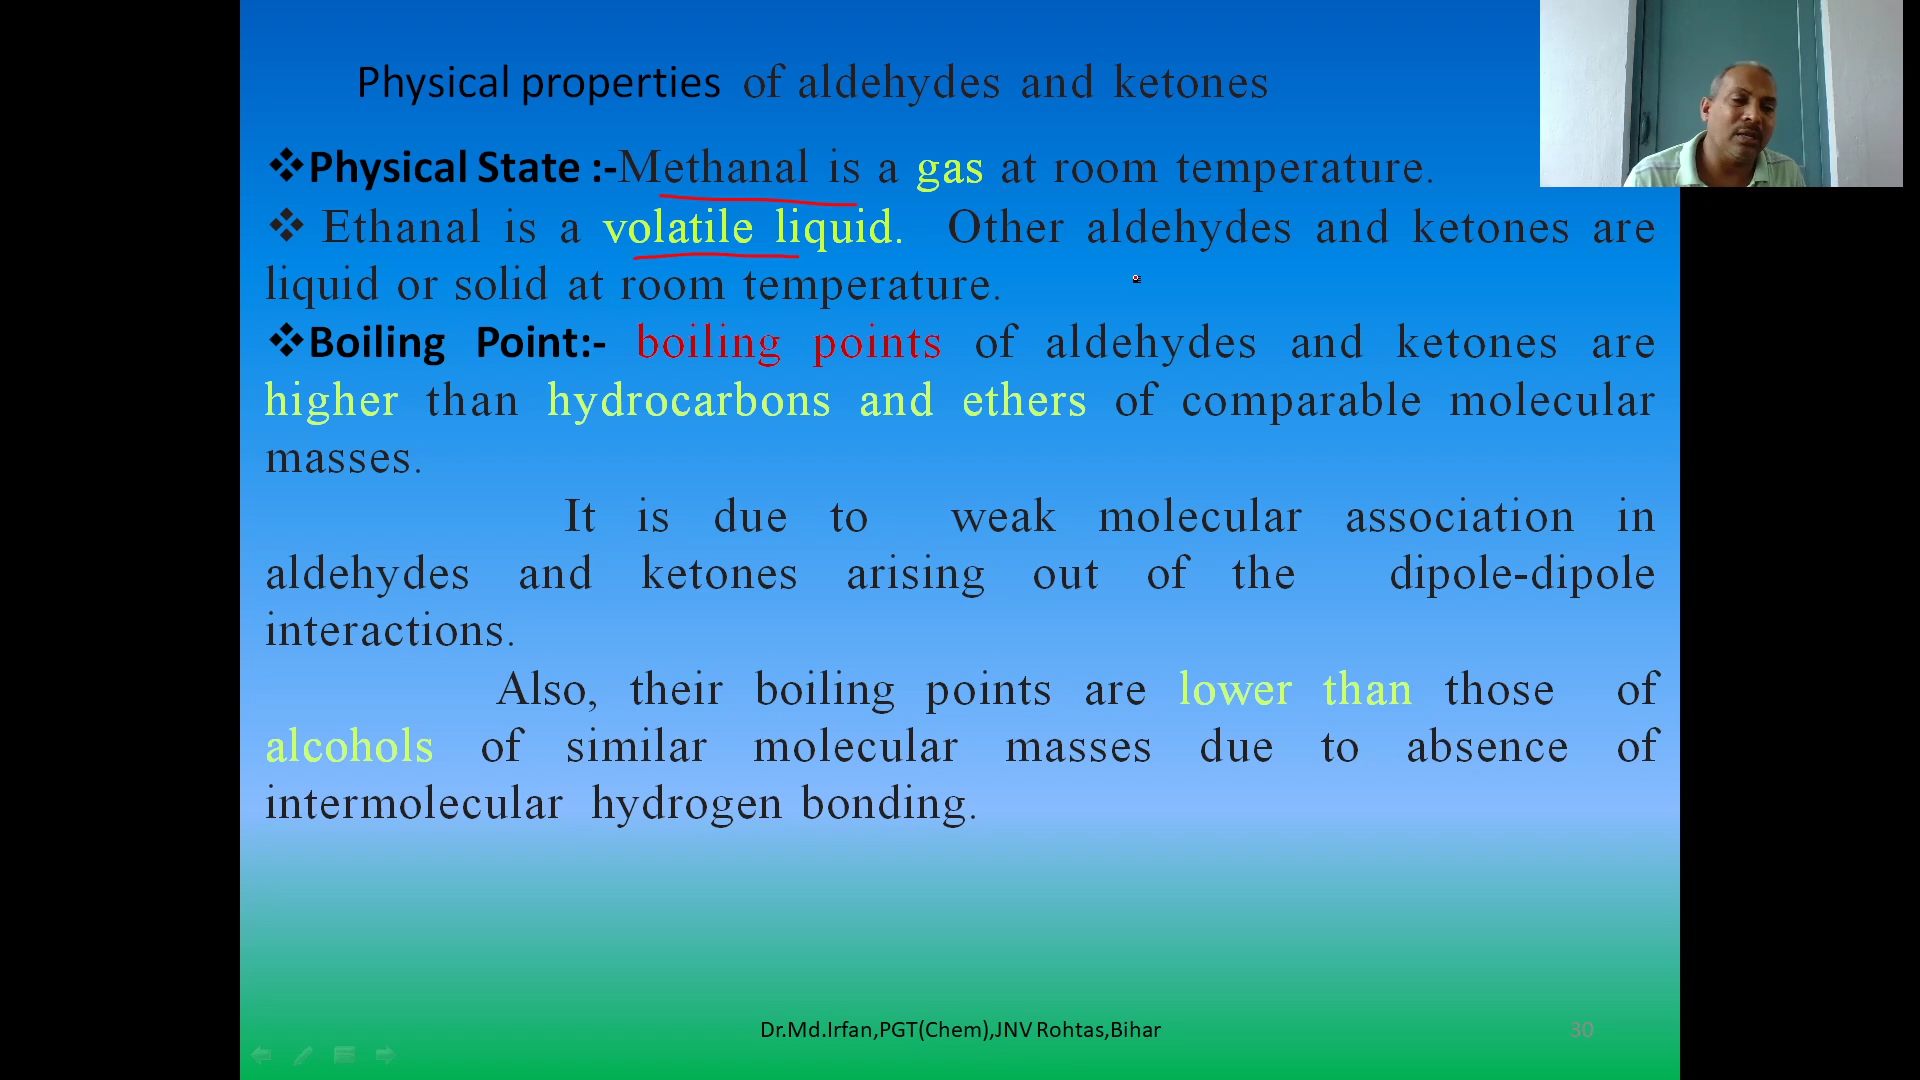 Physical properties of aldehydes and ketones
❖Physical State :-Methanal is a gas at room temperature.
❖ Ethanal is a volatile liquid. Other aldehydes and ketones are
liquid or solid at room temperature.
❖Boiling Point:- boiling points of aldehydes and ketones are
higher than hydrocarbons and ethers of comparable molecular
masses.
It is due to weak molecular association in
aldehydes and ketones arising out of the dipole-dipole
interactions.
Also, their boiling points are lower than those of
alcohols of similar molecular masses due to absence of
intermolecular hydrogen bonding.
Dr.Md.Irfan,PGT(Chem),JNV Rohtas,Bihar
30